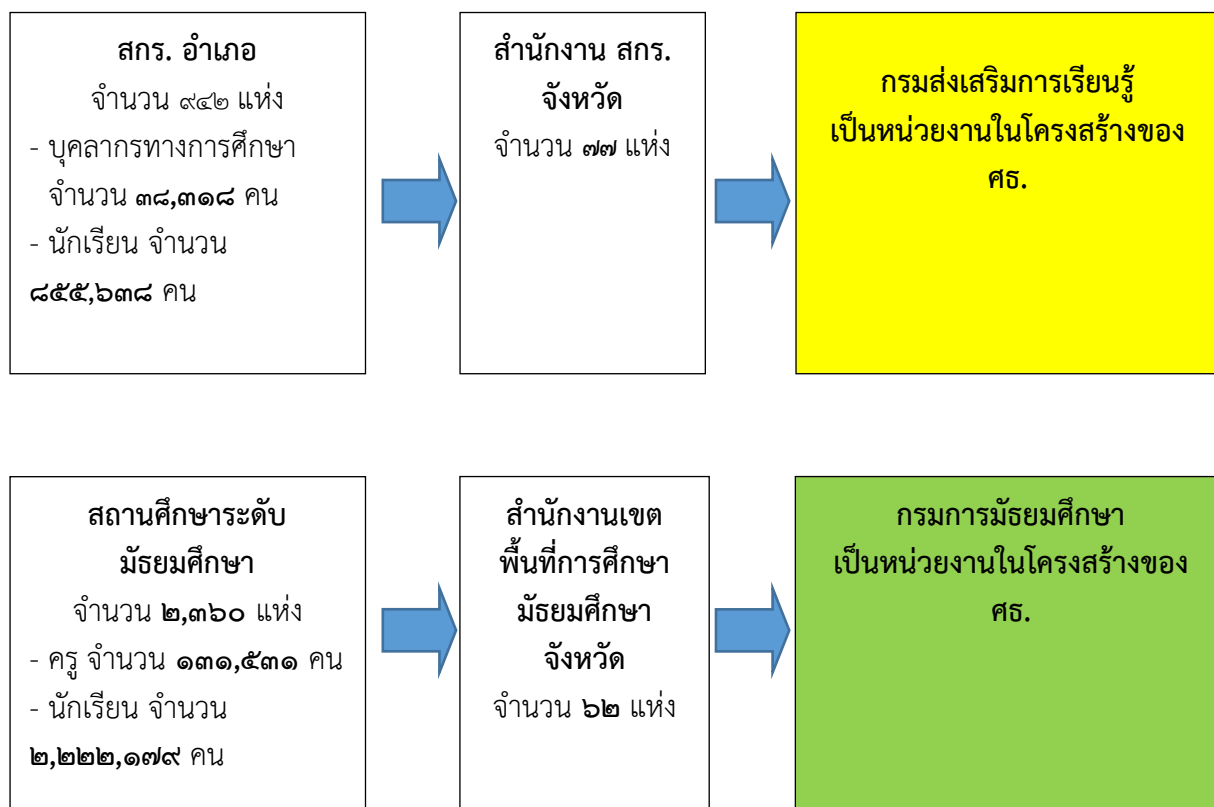 สกร. อำเภอ
จำนวน ๙๔๒ แห่ง
- บุคลากรทางการศึกษา
จำนวน ๓๘,๓๑๘ คน
- นักเรียน จำนวน
๘๕๕,๖๓๘ คน
สำนักงาน สกร.
จังหวัด
จำนวน ๗๗ แห่ง
กรมส่งเสริมการเรียนรู้
เป็นหน่วยงานในโครงสร้างของ
ศธ.
สถานศึกษาระดับ
มัธยมศึกษา
จำนวน ๒,๓๖๐ แห่ง
- ครู จำนวน ๑๓๑,๕๓๑ คน
- นักเรียน จำนวน
๒,๒๒๒,๑๗๙ คน
สำนักงานเขต
พื้นที่การศึกษา
มัธยมศึกษา
จังหวัด
จำนวน ๖๒ แห่ง
กรมการมัธยมศึกษา
เป็นหน่วยงานในโครงสร้างของ
ศธ.